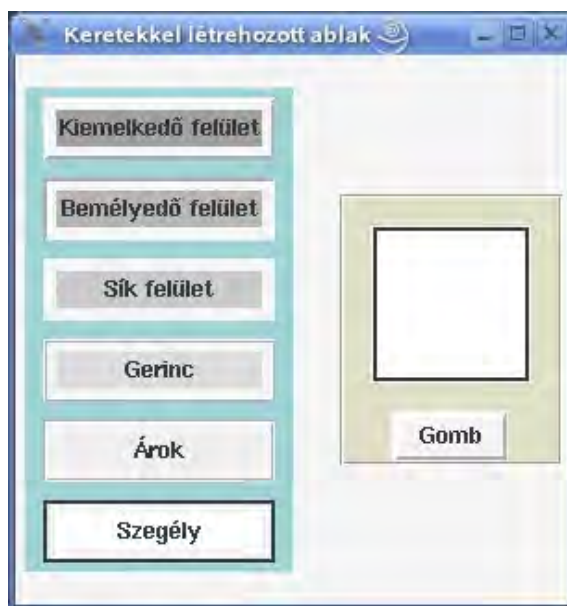 Keretekkel létrehozott ablak
Kiemelkedő felület
Bemélyedő felület
Sík felület
Gerinc
Árok
Szegély
Gomb